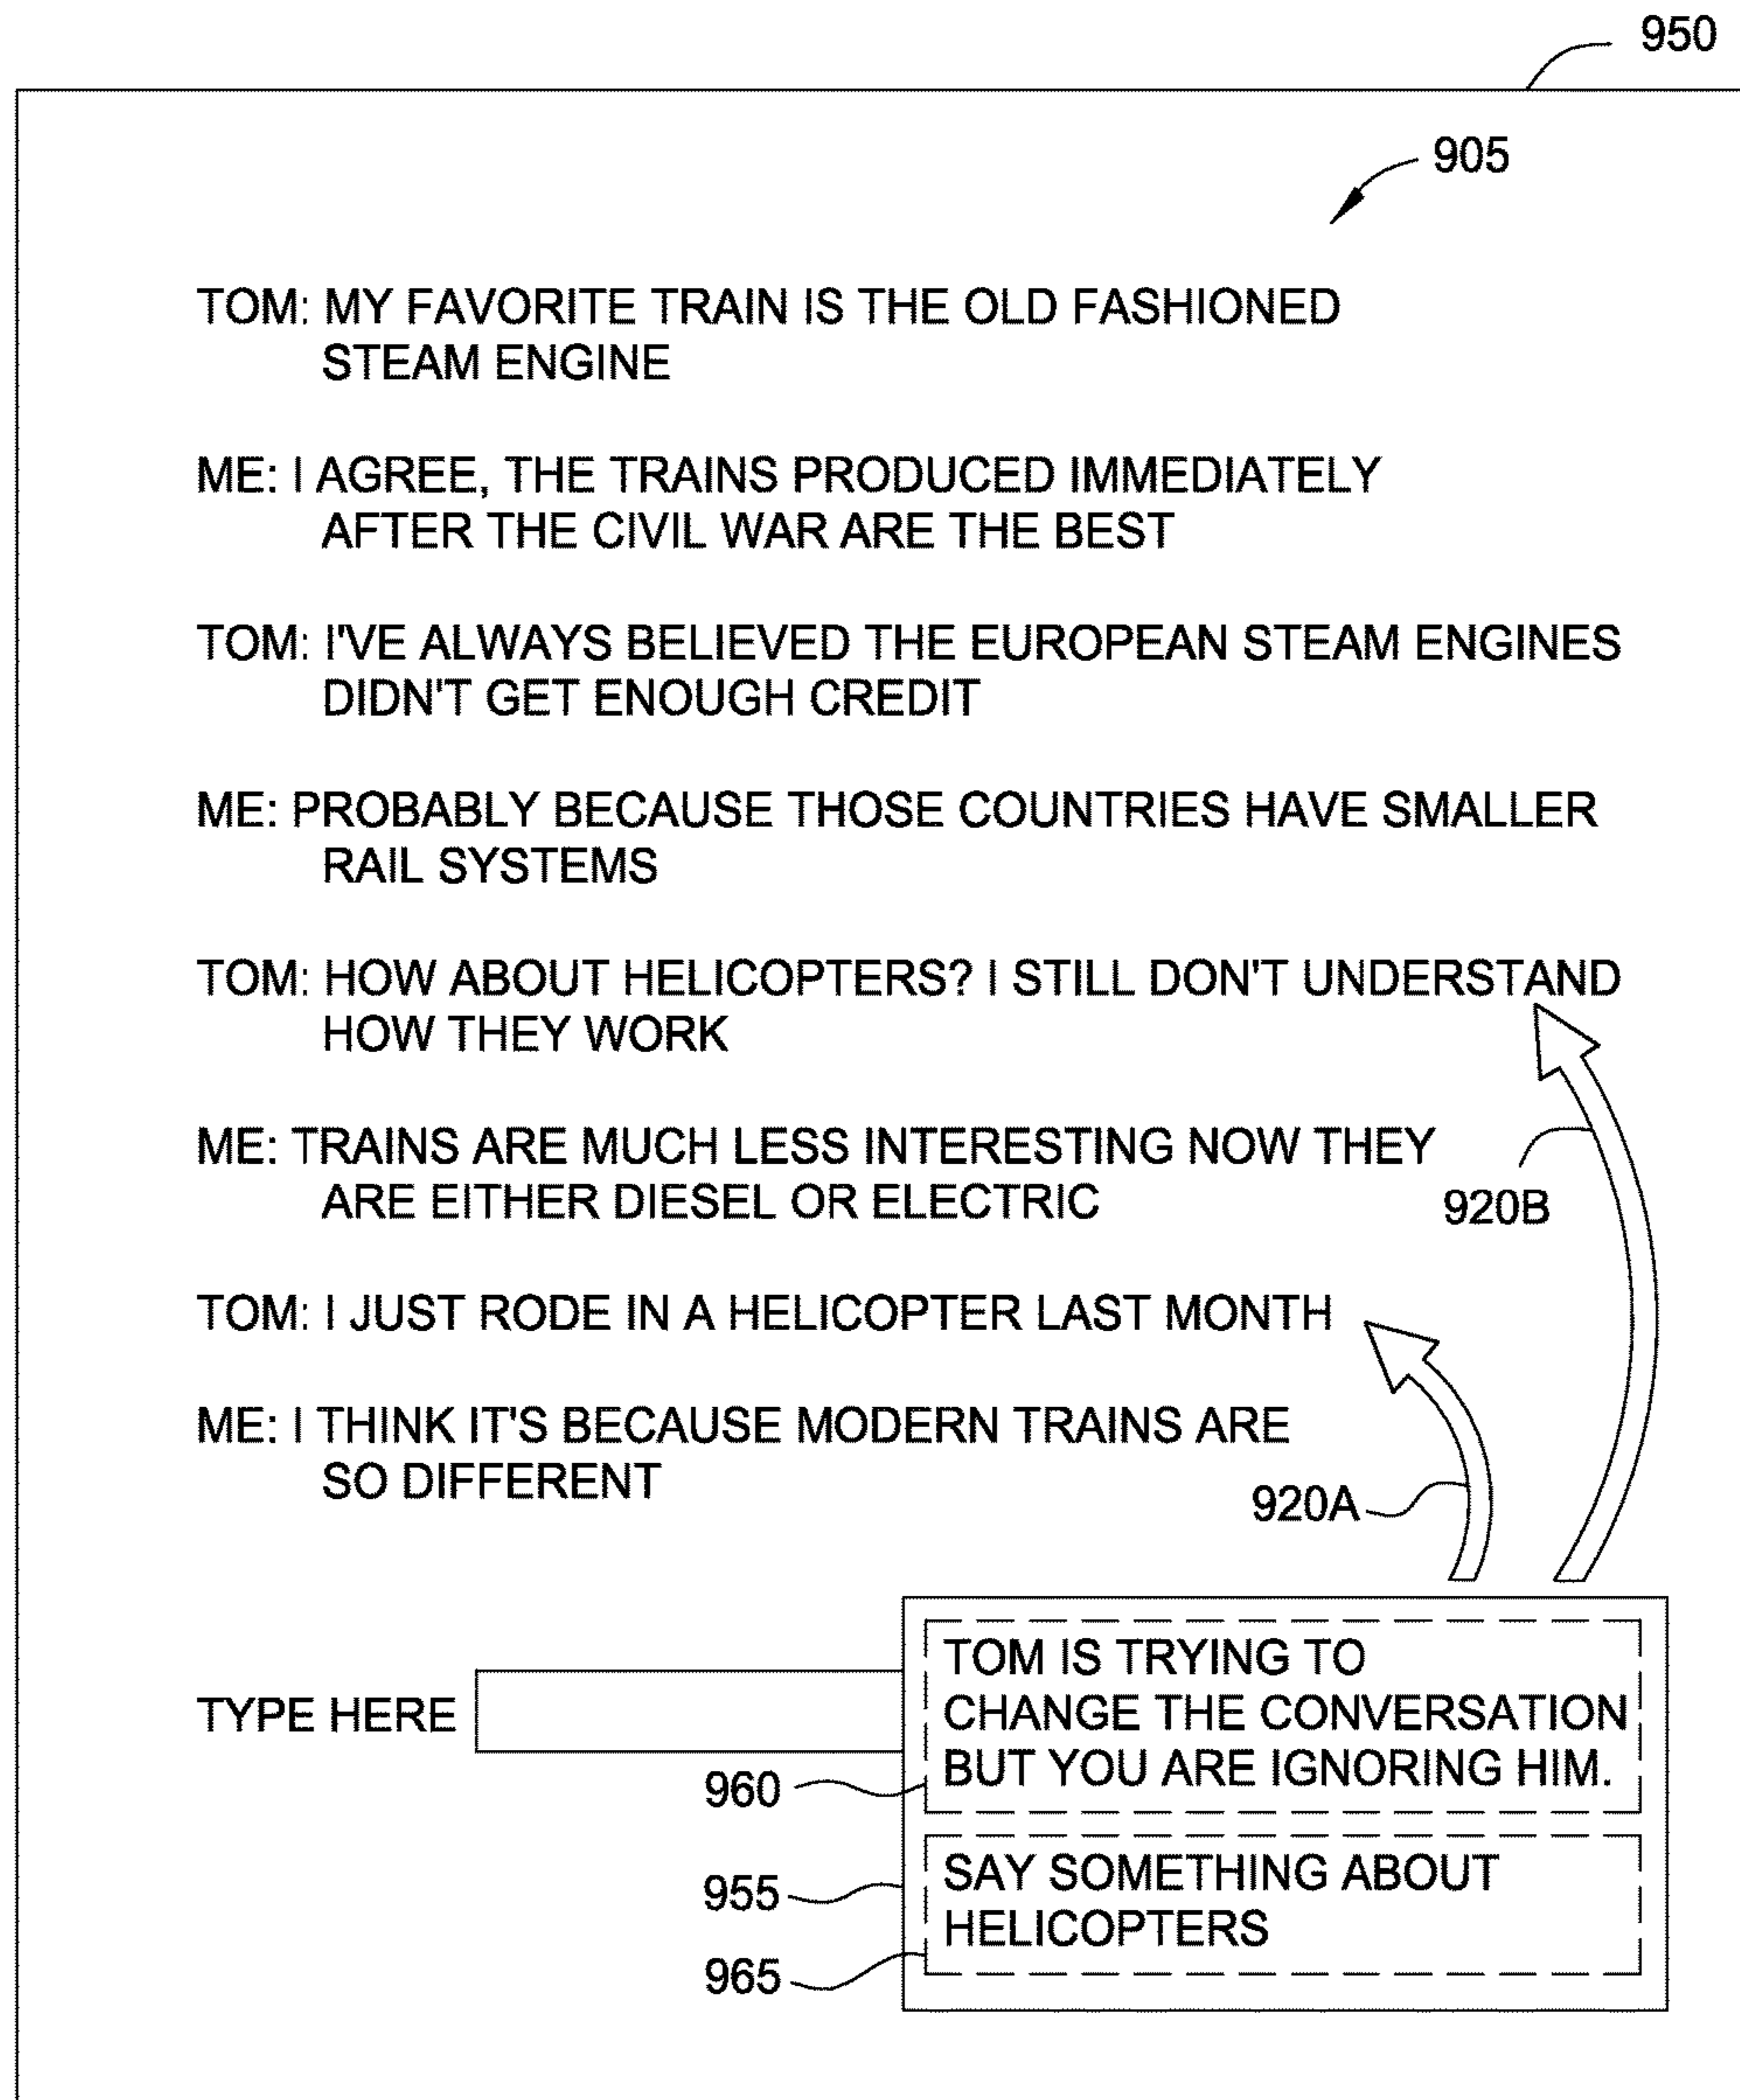 950
905
TOM: MY FAVORITE TRAIN IS THE OLD FASHIONED
STEAM ENGINE
ME: I AGREE, THE TRAINS PRODUCED IMMEDIATELY
AFTER THE CIVIL WAR ARE THE BEST
TOM: I'VE ALWAYS BELIEVED THE EUROPEAN STEAM ENGINES
DIDN'T GET ENOUGH CREDIT
ME: PROBABLY BECAUSE THOSE COUNTRIES HAVE SMALLER
RAIL SYSTEMS
TOM: HOW ABOUT HELICOPTERS? I STILL DON'T UNDERSTAND
HOW THEY WORK
ME: TRAINS ARE MUCH LESS INTERESTING NOW THEY
ARE EITHER DIESEL OR ELECTRIC
920B
TOM: I JUST RODE IN A HELICOPTER LAST MONTH
ME: I THINK IT'S BECAUSE MODERN TRAINS ARE
SO DIFFERENT
920A
TYPE HERE
TOM IS TRYING TO
CHANGE THE CONVERSATION
BUT YOU ARE IGNORING HIM.
960
SAY SOMETHING ABOUT
HELICOPTERS
955
965